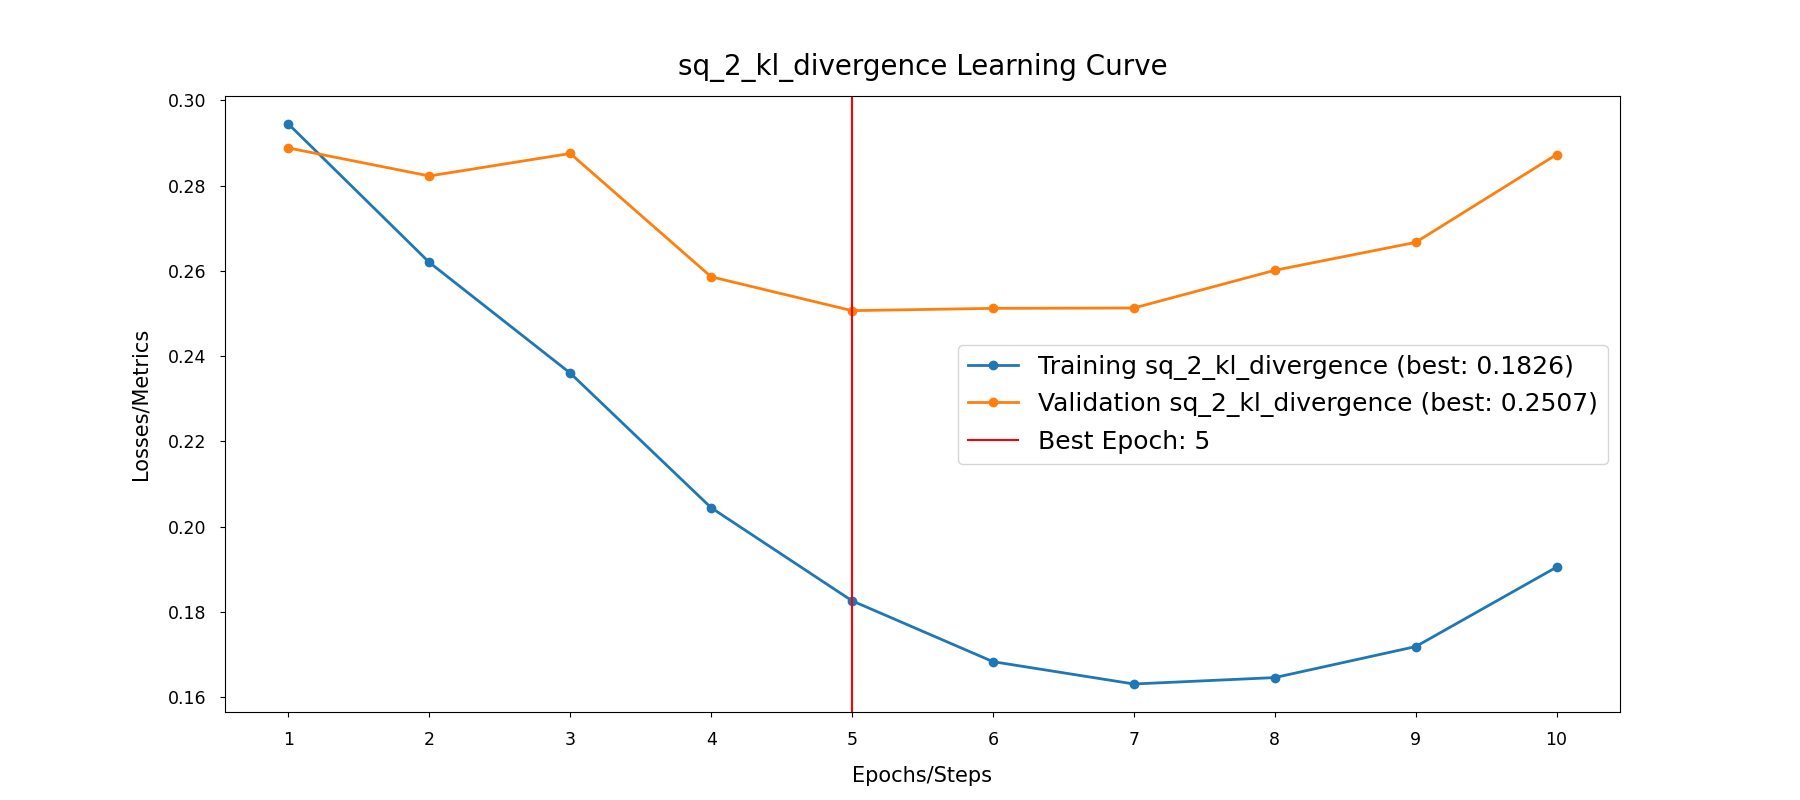 sq_2_kl_divergence Learning Curve
0.30
0.28
0.26
0.24
0.22
0.20
0.18
0.16
Losses/Metrics
Training sq_2_kl_divergence (best: 0.1826)
Validation sq_2_kl_divergence (best: 0.2507)
Best Epoch: 5
1 2 3 4 5 6 7 8 9 10
Epochs/Steps